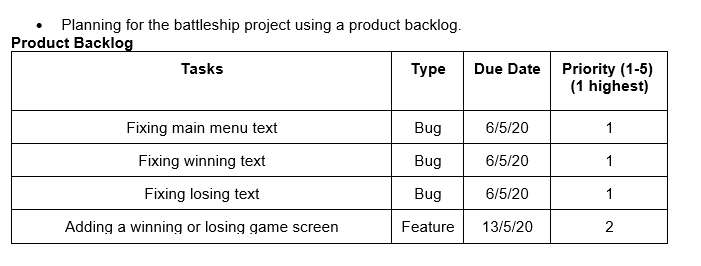 • Planning for the battleship project using a product backlog.
Product Backlog
Tasks Type Due Date Priority (1-5)
(1 highest)
Fixing main menu text Bug 6/5/20 1
Fixing winning text Bug 6/5/20 1
Fixing losing text Bug 6/5/20 1
Adding a winning or losing game screen Feature 13/5/20 2